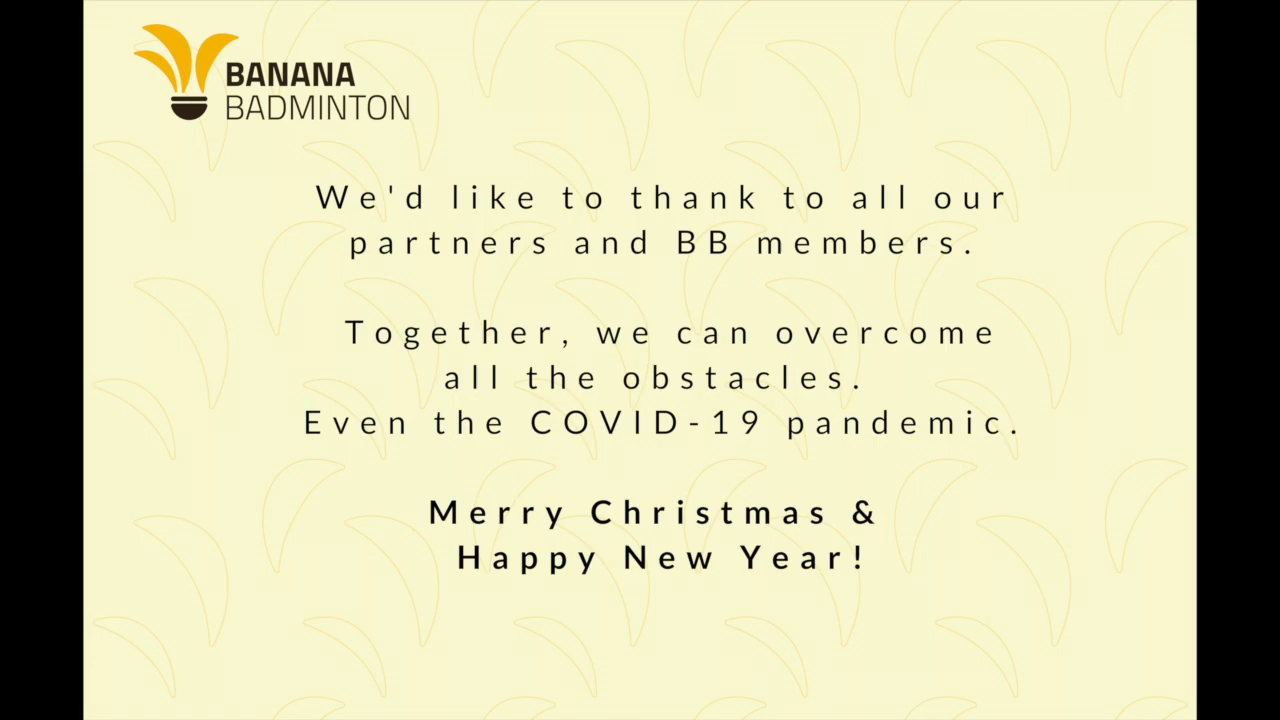 BANANA
BADMINTON
We'd like to thank to all our
partners and BB members.
Together, we can overcome
all the obstacles.
Even the COVID-19 pandemic.
Merry Christmas &
Happy New Year!